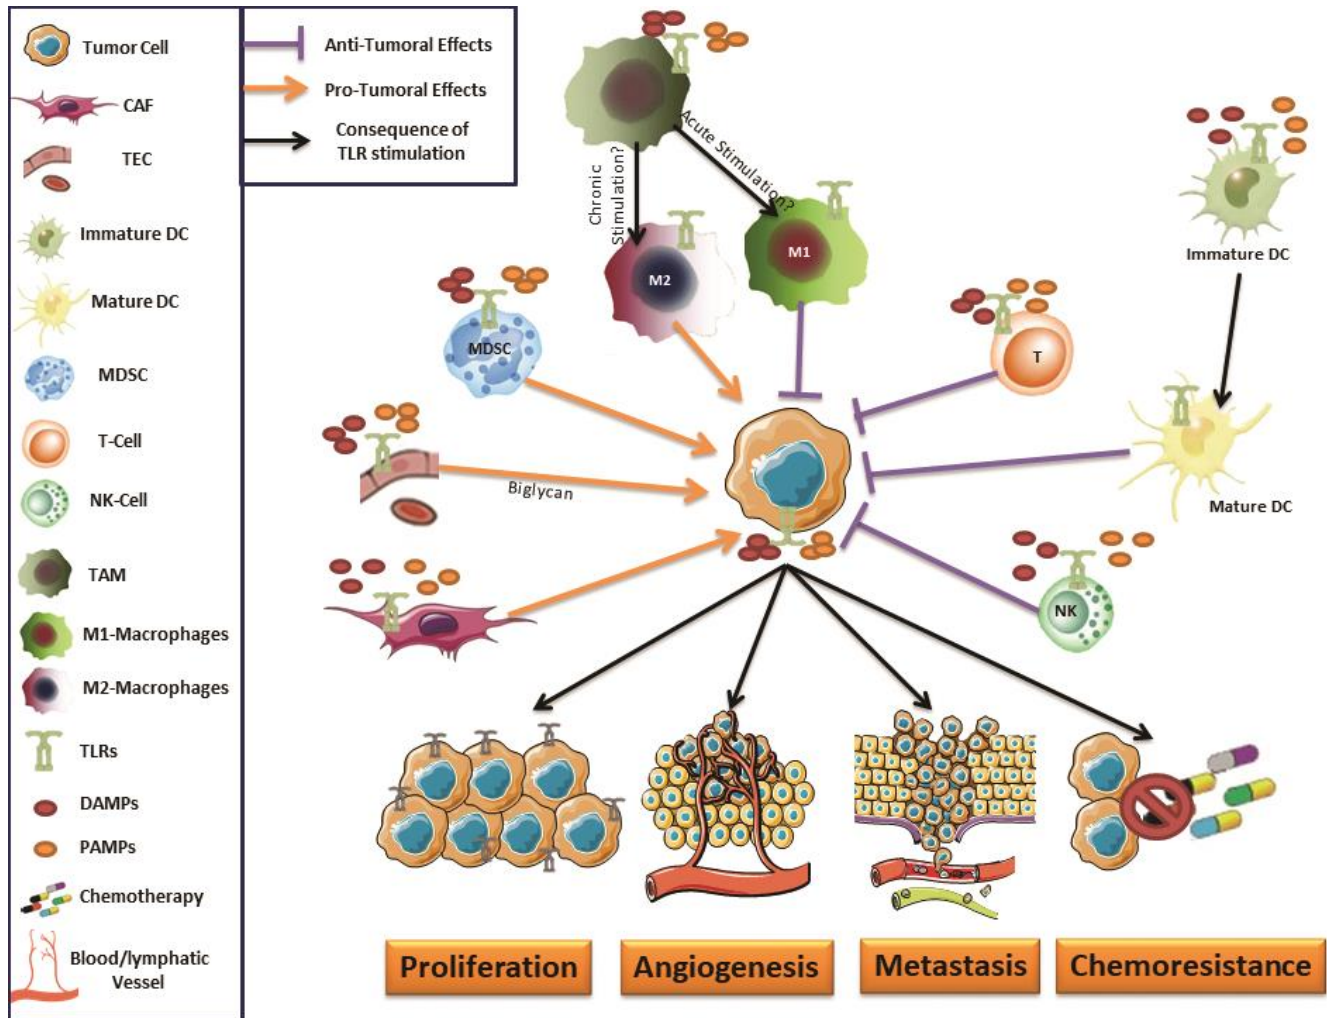 Tumor Cell
CAF
TEC
Immature DC
Mature DC
MDSC
T-Cell
NK-Cell
TAM
M1-Macrophages
M2-Macrophages
TLRs
DAMPs
PAMPs
Chemotherapy
Blood/lymphatic
Vessel
Anti-Tumoral Effects
Pro-Tumoral Effects
Consequence of
TLR stimulation
Chronic
Stimulation?
Acute Stimulation?
M2
M1
MDSC
T
Immature DC
Mature DC
Biglycan
NK
Proliferation
Angiogenesis
Metastasis
Chemoresistance